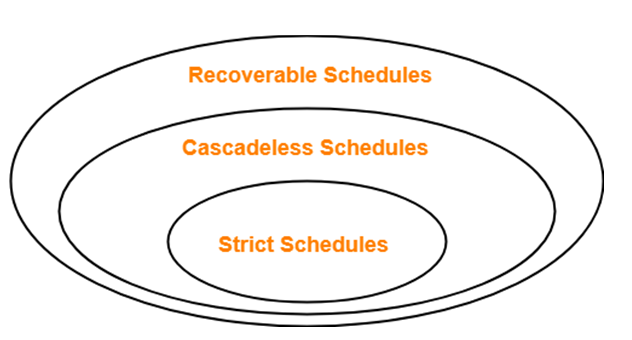 Recoverable Schedules
Cascadeless Schedules
Strict Schedules